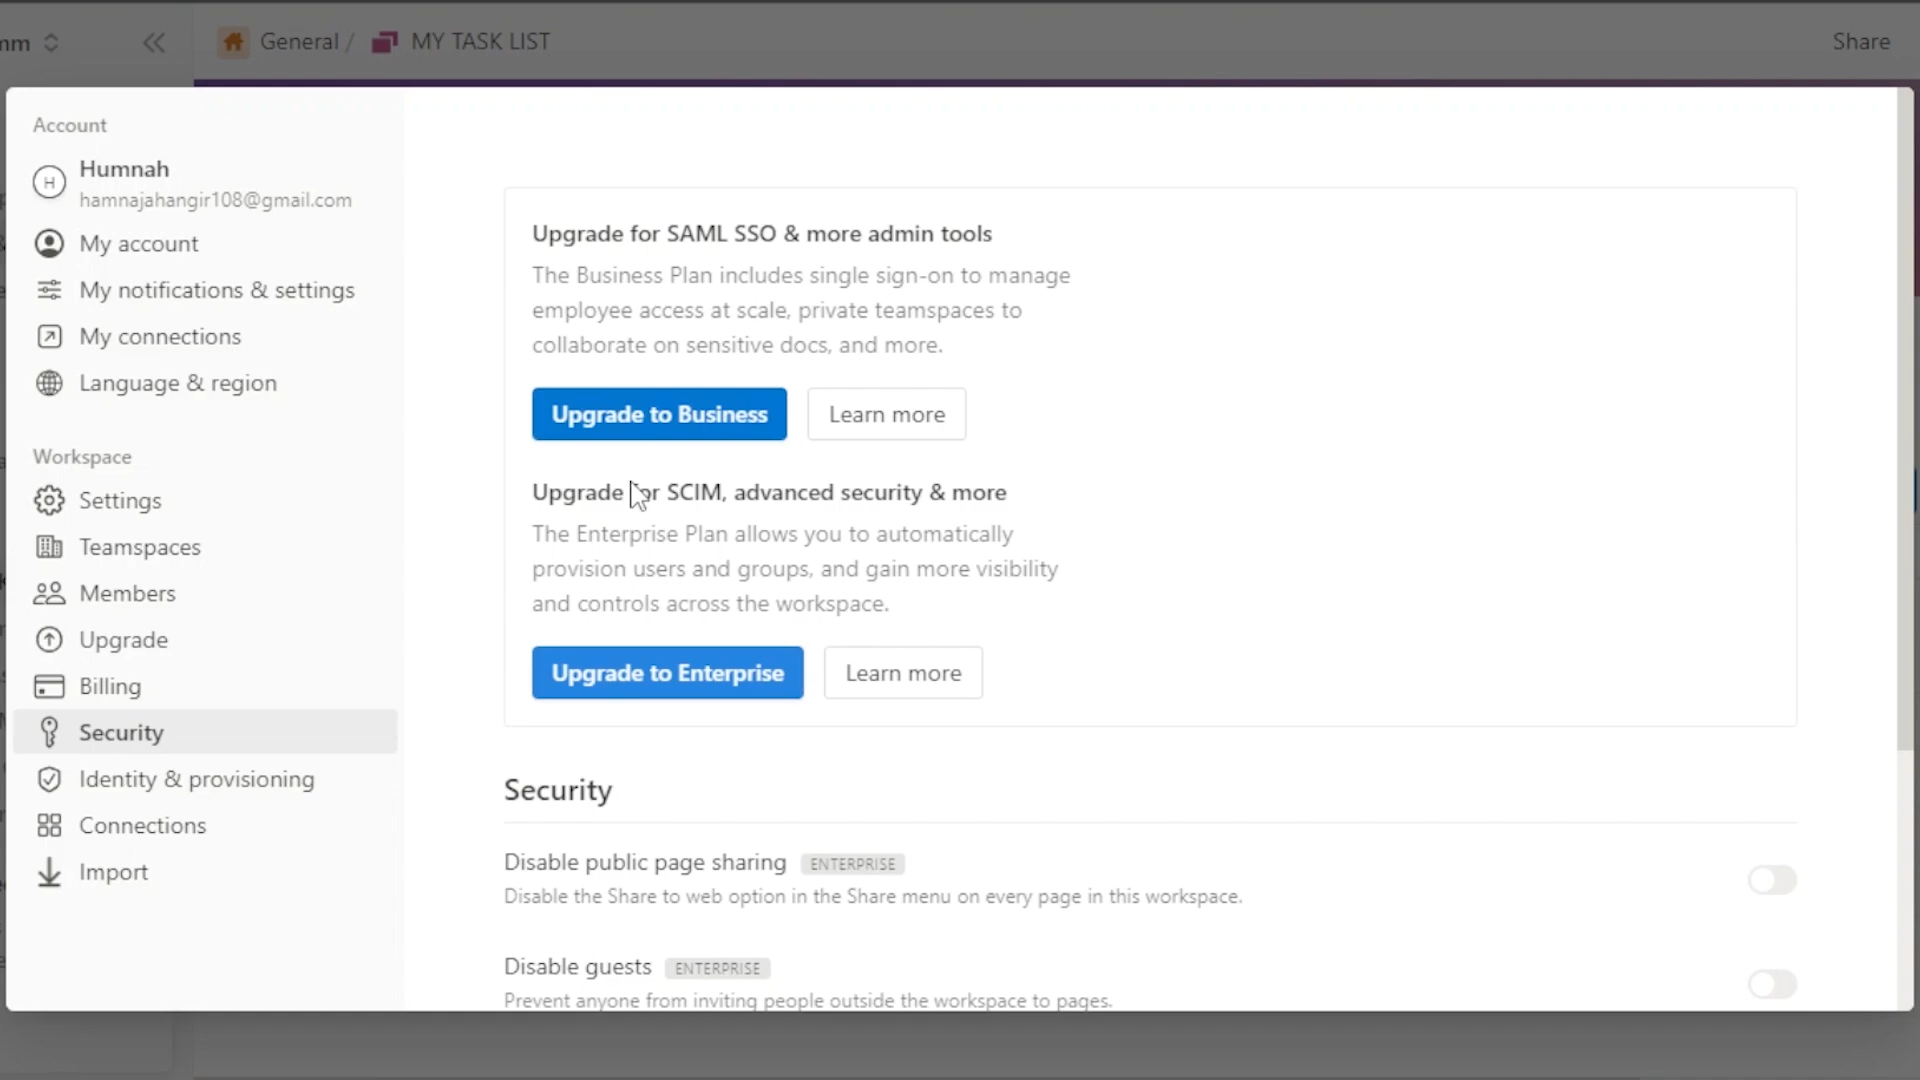 mm
General / MY TASK LIST
Share
Account
H
Humnah
hamnajahangir108@gmail.com
My account
My notifications & settings
My connections
Language & region
Workspace
Settings
Teamspaces
Members
Upgrade
Billing
Security
Identity & provisioning
Connections
Import
Upgrade for SAML SSO & more admin tools
The Business Plan includes single sign-on to manage
employee access at scale, private teamspaces to
collaborate on sensitive docs, and more.
Upgrade to Business
Learn more
Upgrade for SCIM, advanced security & more
The Enterprise Plan allows you to automatically
provision users and groups, and gain more visibility
and controls across the workspace.
Upgrade to Enterprise
Learn more
Security
Disable public page sharing ENTERPRISE
Disable the Share to web option in the Share menu on every page in this workspace.
Disable guests ENTERPRISE
Prevent anyone from inviting people outside the workspace to pages.